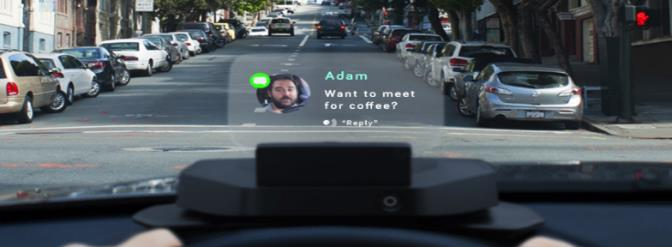 Adam
Want to meet
for coffee?
"Reply"